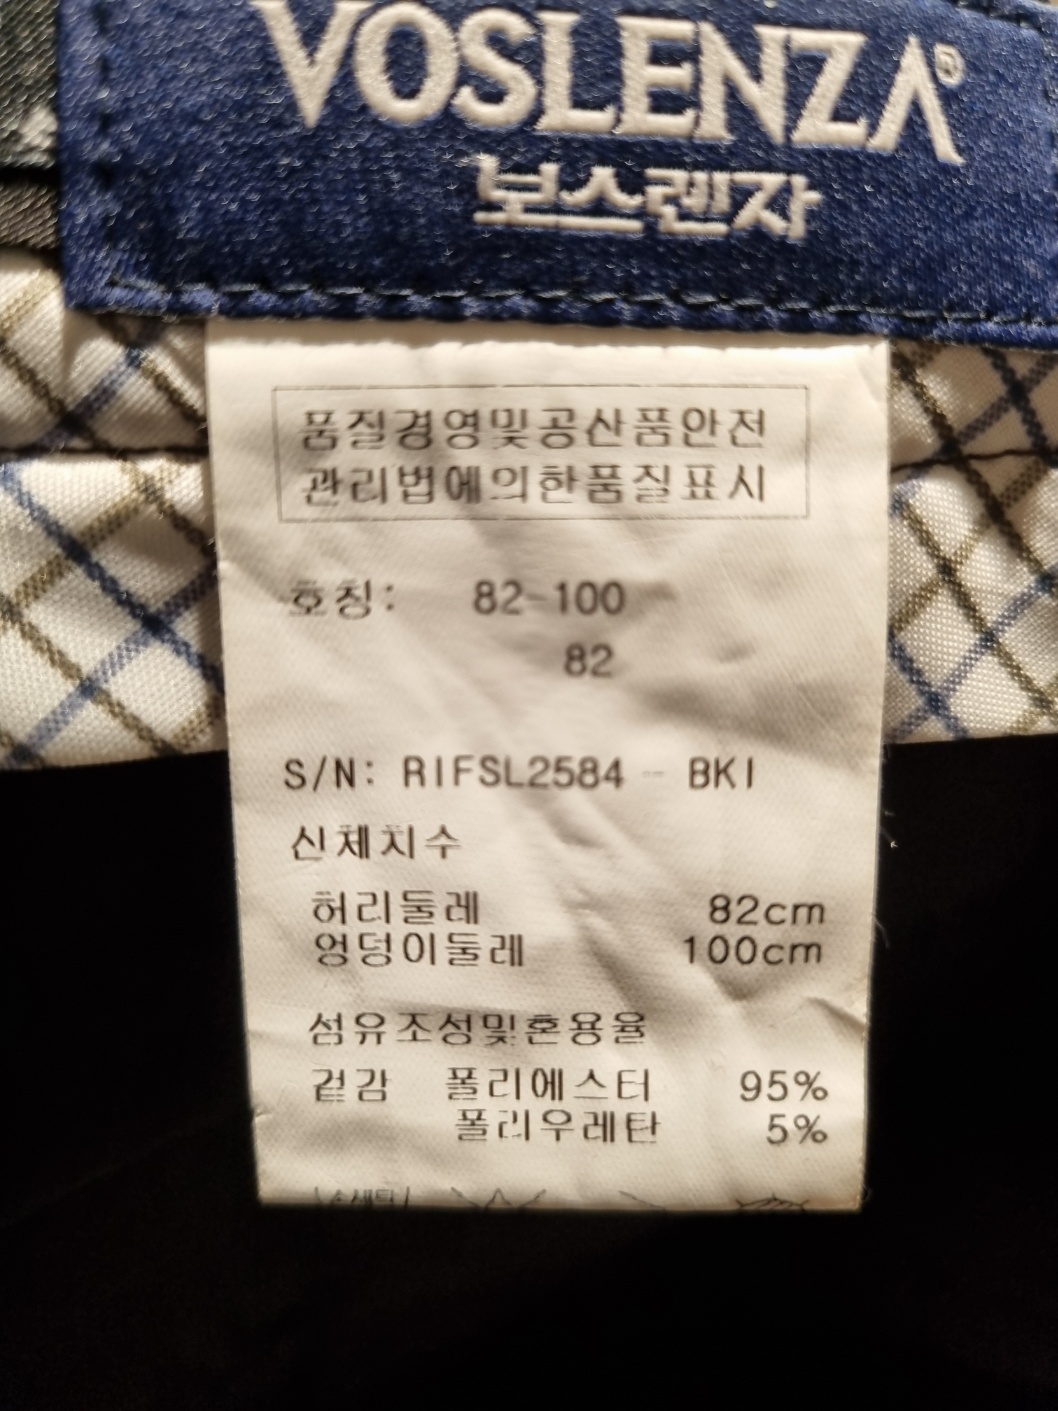 VOSLENZA®
보스렌자
품질경영및공산품안전
관리법에의한품질표시
호칭: 82-100
82
S/N: RIFSL2584 - BKI
신체치수
허리둘레 82cm
엉덩이둘레 100cm
섬유조성및혼용율
겉감 폴리에스터 95%
폴리우레탄 5%
손세탁